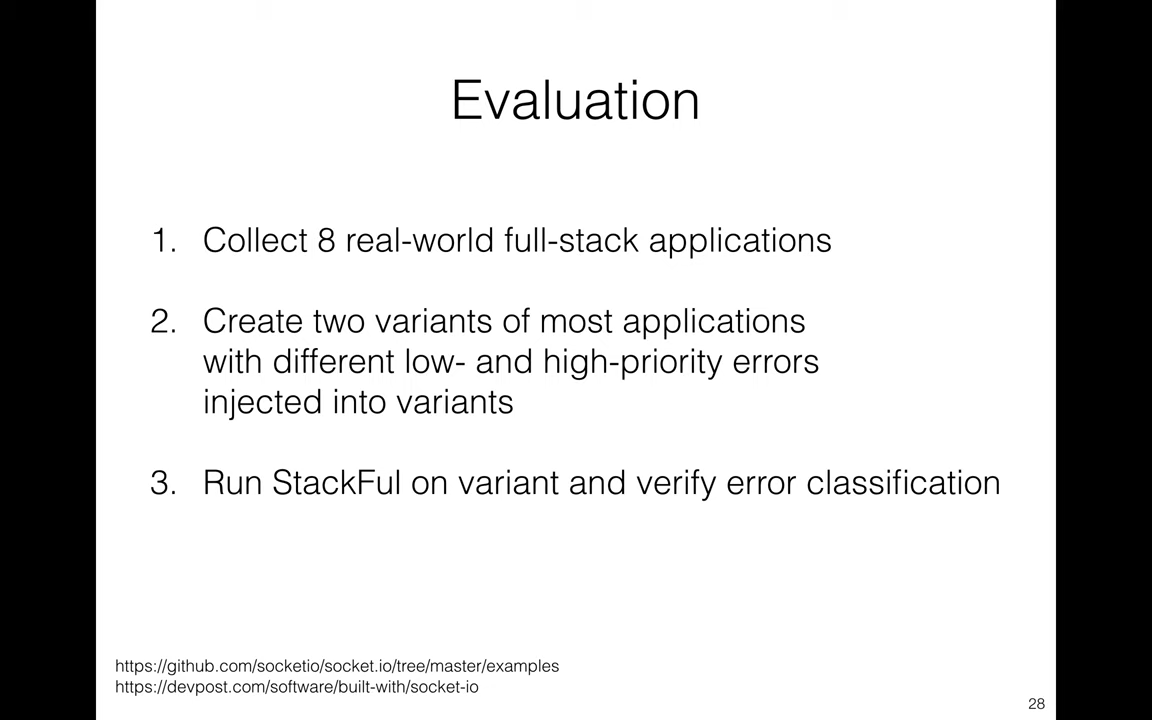 Evaluation
1. Collect 8 real-world full-stack applications
2. Create two variants of most applications
with different low- and high-priority errors
injected into variants
3. Run StackFul on variant and verify error classification
https://github.com/socketio/socket.io/tree/master/examples
https://devpost.com/software/built-with/socket-io
28